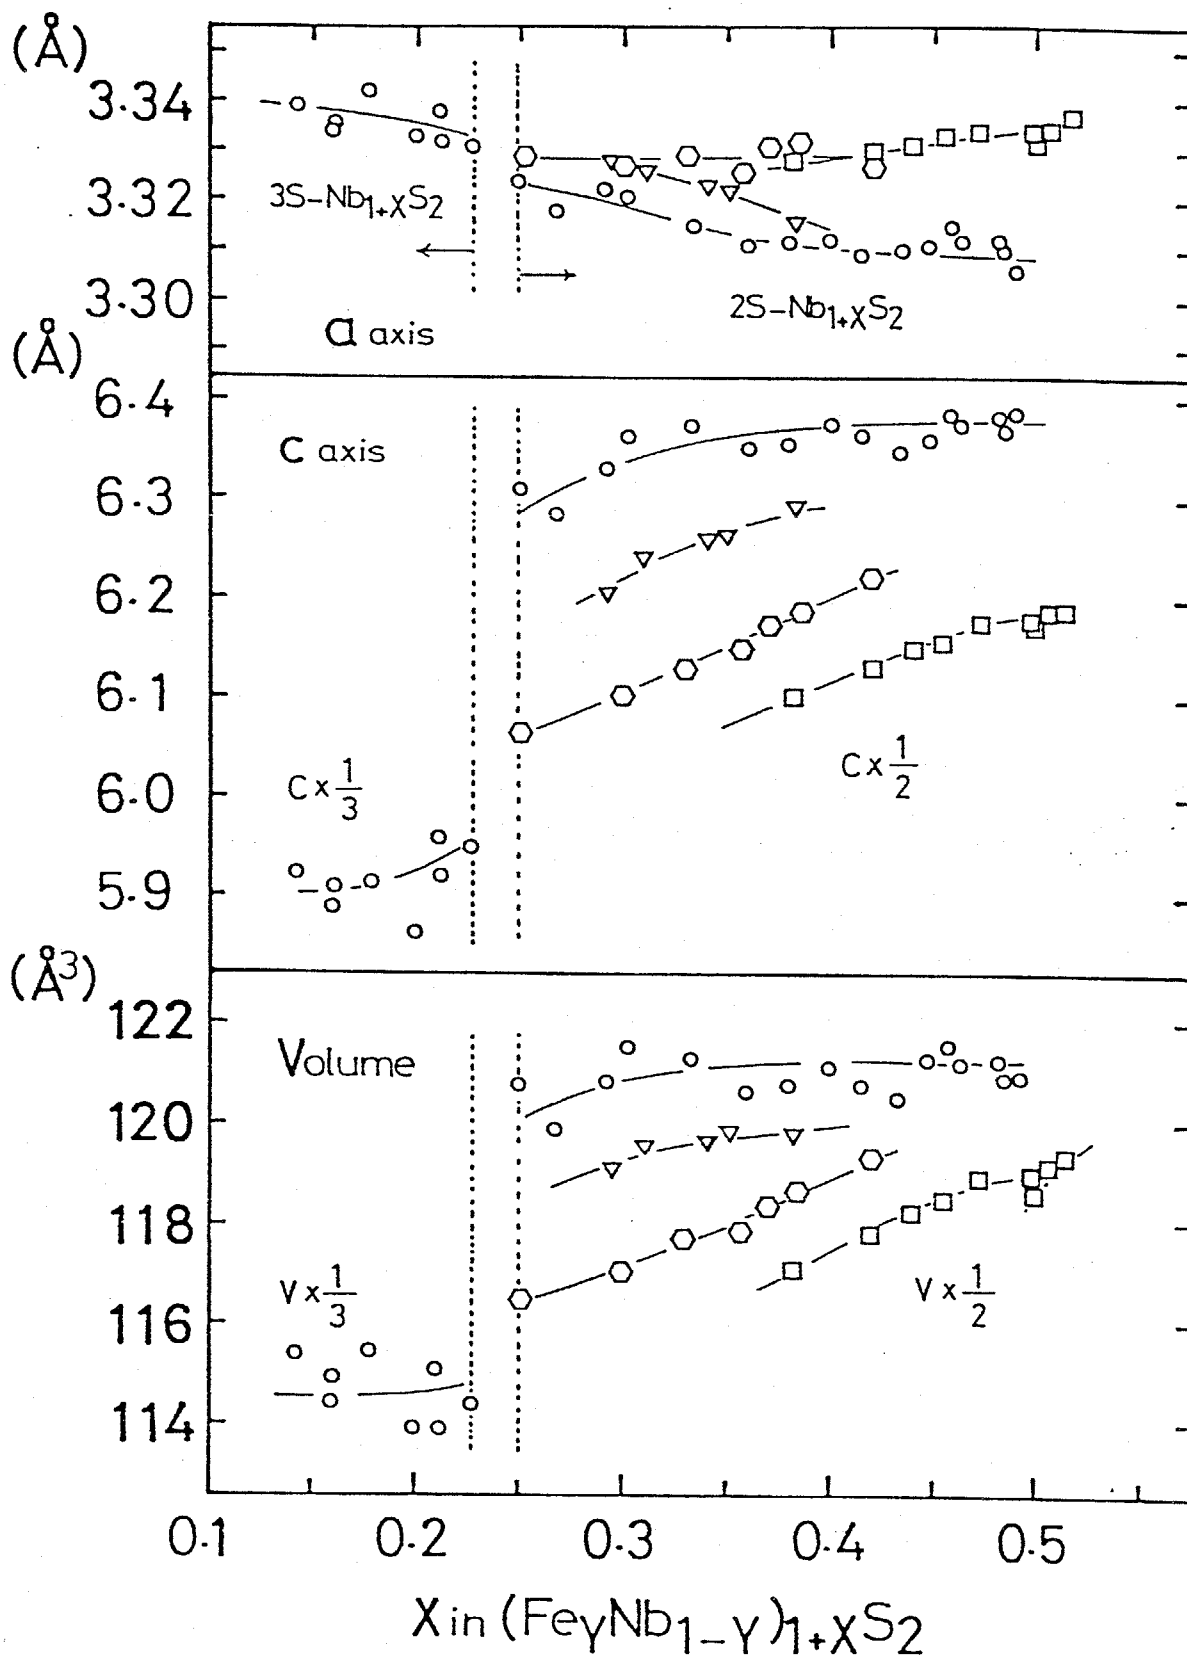 (Å)
3.34
3.32
3.30
3S-Nb1+XS2
2S-Nb1+XS2
a axis
(Å)
6.4
6.3
6.2
6.1
6.0
5.9
c axis
C×1/3
C×1/2
(Å3)
122
120
118
116
114
Volume
V×1/3
V×1/2
0.1 0.2 0.3 0.4 0.5
X in (FeYNb1-Y)1+XS2